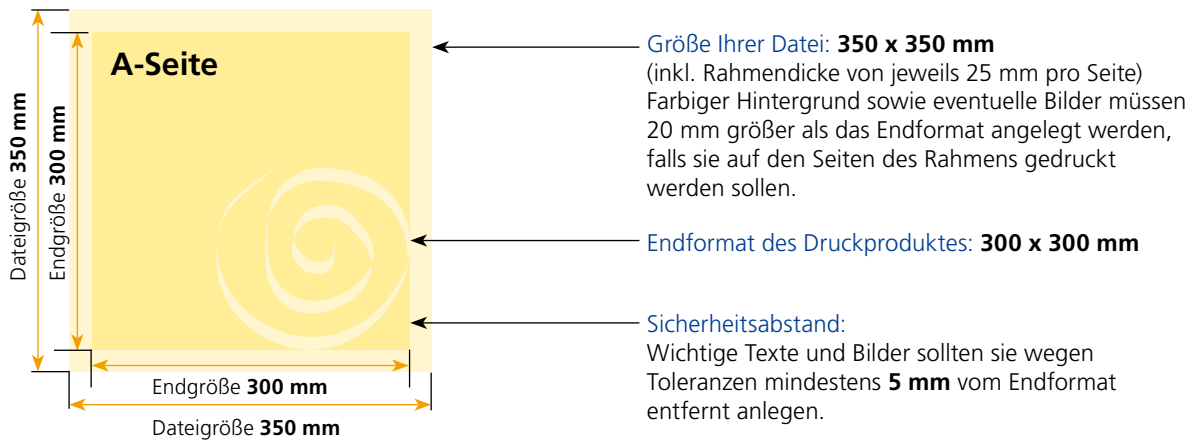 A-Seite
Dateigröße 350 mm
Endgröße 300 mm
Endgröße 300 mm
Dateigröße 350 mm
Größe Ihrer Datei: 350 x 350 mm
(inkl. Rahmendicke von jeweils 25 mm pro Seite)
Farbiger Hintergrund sowie eventuelle Bilder müssen
20 mm größer als das Endformat angelegt werden,
falls sie auf den Seiten des Rahmens gedruckt
werden sollen.
Endformat des Druckproduktes: 300 x 300 mm
Sicherheitsabstand:
Wichtige Texte und Bilder sollten sie wegen
Toleranzen mindestens 5 mm vom Endformat
entfernt anlegen.